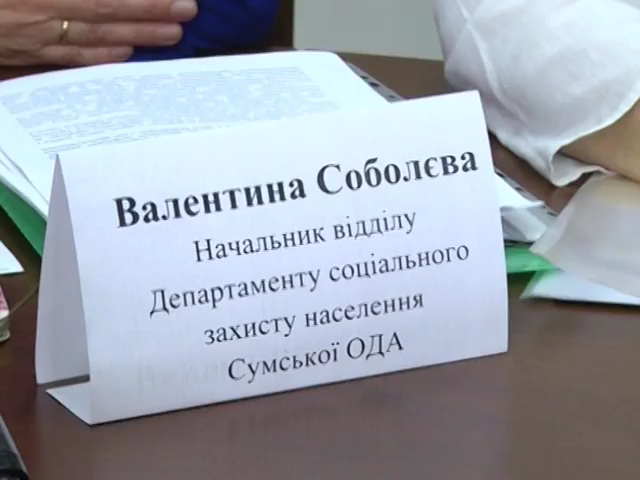 Валентина Соболєва
Начальник відділу
Департаменту соціального
захисту населення
Сумської ОДА